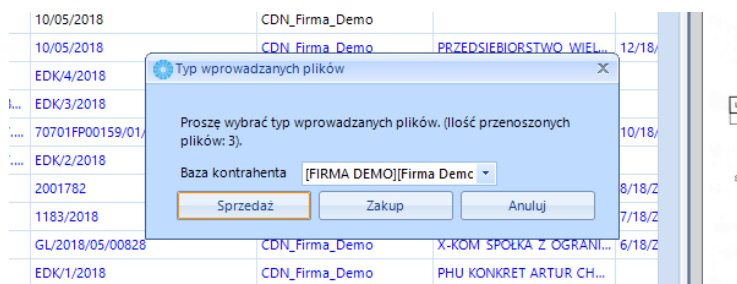 10/05/2018 CDN_Firma_Demo
10/05/2018 CDN_Firma_Demo PRZEDSIEBIORSTWO WIEL... 12/18/
Typ wprowadzanych plików X
EDK/4/2018
EDK/3/2018
Proszę wybrać typ wprowadzanych plików. (Ilość przenoszonych
plików: 3).
70701FP00159/01/ 10/18/
EDK/2/2018
Baza kontrahenta [FIRMA DEMO][Firma Demo
2001782 8/18/Z
Sprzedaż Zakup Anuluj
1183/2018 7/18/Z
GL/2018/05/00828 CDN_Firma_Demo X-KOM SPÓŁKA Z OGRANI... 6/18/Z
EDK/1/2018 CDN_Firma_Demo PHU KONKRET ARTUR CH...